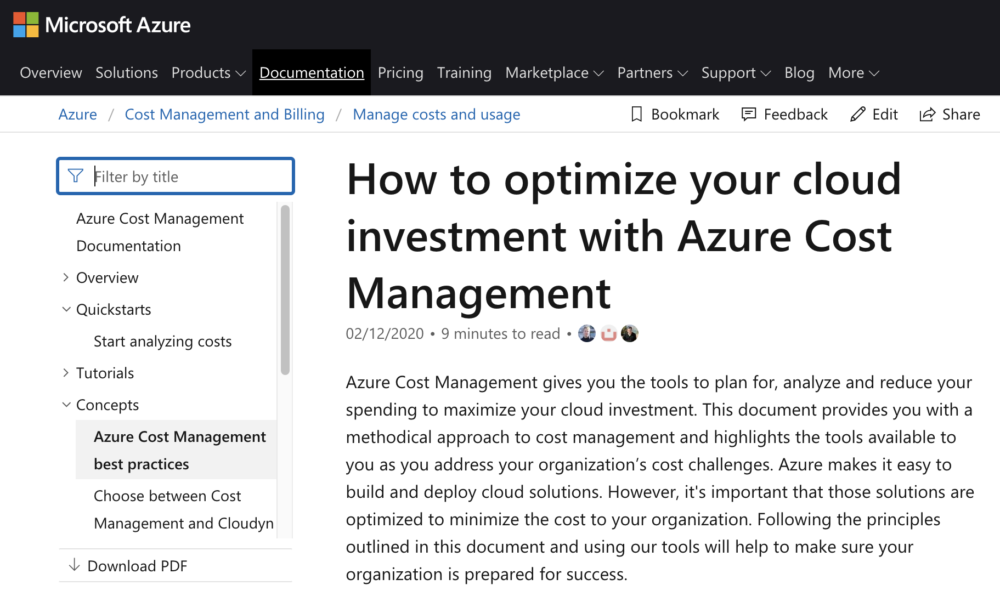 Microsoft Azure
Overview Solutions Products Documentation Pricing Training Marketplace Partners Support Blog More
Azure / Cost Management and Billing / Manage costs and usage Bookmark Feedback Edit Share
Filter by title
Azure Cost Management
Documentation
Overview
Quickstarts
Start analyzing costs
Tutorials
Concepts
Azure Cost Management
best practices
Choose between Cost
Management and Cloudyn
Download PDF
How to optimize your cloud
investment with Azure Cost
Management
02/12/2020 • 9 minutes to read •
Azure Cost Management gives you the tools to plan for, analyze and reduce your
spending to maximize your cloud investment. This document provides you with a
methodical approach to cost management and highlights the tools available to
you as you address your organization’s cost challenges. Azure makes it easy to
build and deploy cloud solutions. However, it's important that those solutions are
optimized to minimize the cost to your organization. Following the principles
outlined in this document and using our tools will help to make sure your
organization is prepared for success.